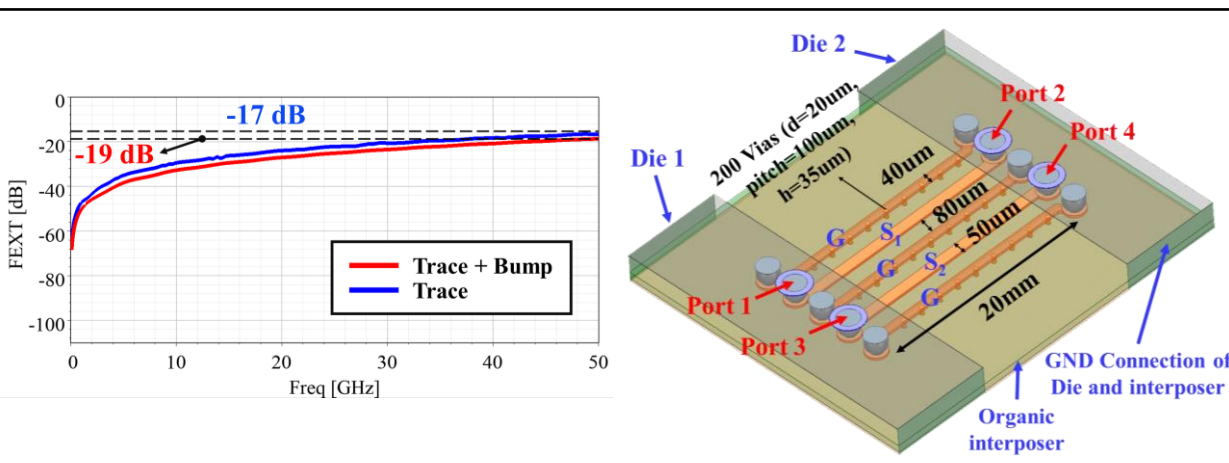 0
-20
-40
-60
-80
-100
FEXT [dB]
-17 dB
-19 dB
Trace + Bump
Trace
0
10
20
30
40
50
Freq [GHz]
Die 2
Port 2
Port 4
Die 1
200 Vias (d=20um,
pitch=100um,
h=35um)
40um
80um
50um
G
S1
G
S2
G
Port 1
Port 3
20mm
GND Connection of
Die and interposer
Organic
interposer